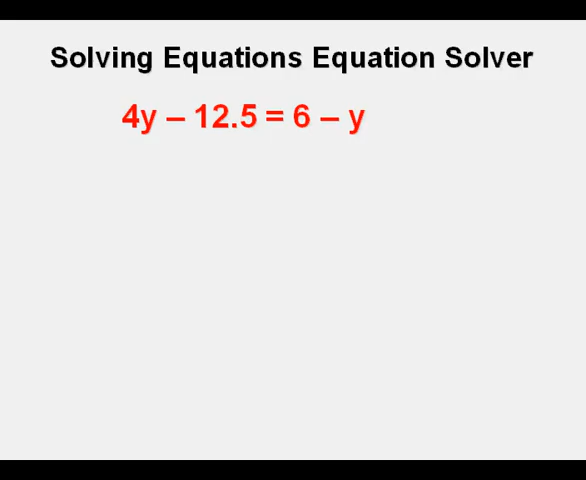 Solving Equations Equation Solver
4y – 12.5 = 6 – y